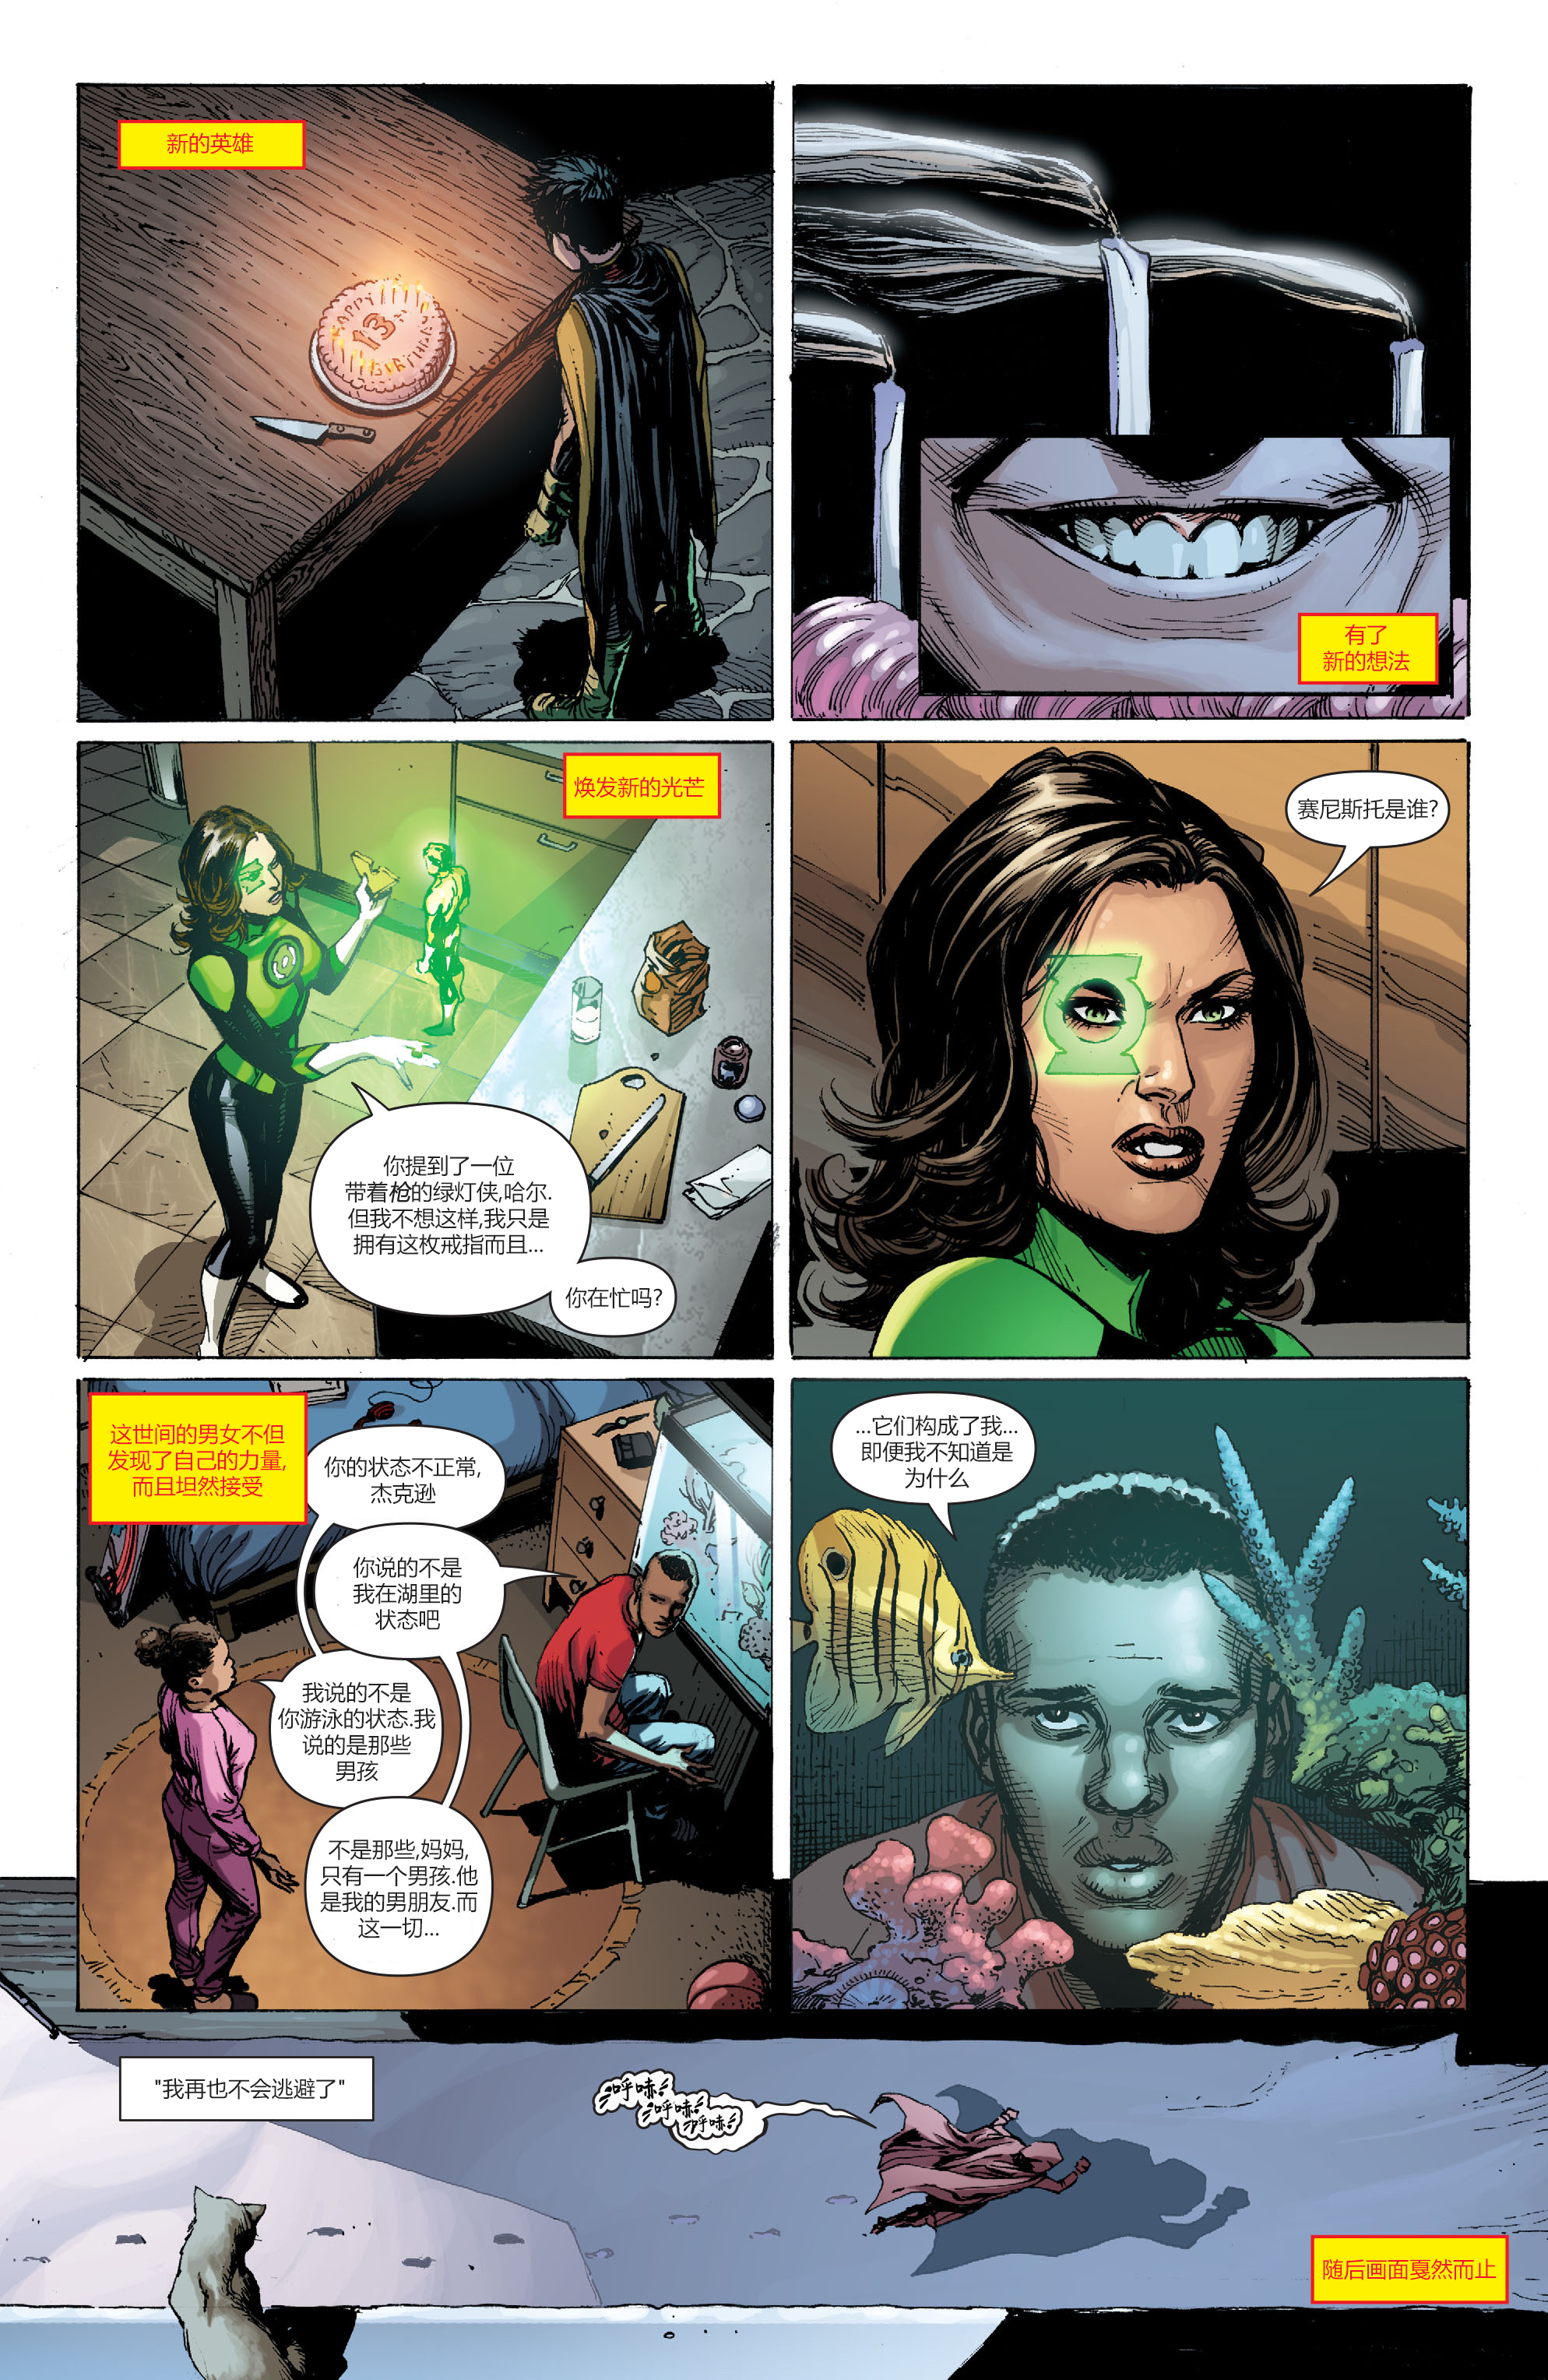 新的英雄
HAPPY
13TH
BIRTHDAY
有了
新的想法
焕发新的光芒
你提到了一位
带着枪的绿灯侠,哈尔.
但我不想这样,我只是
拥有这枚戒指而且...
你在忙吗?
赛尼斯托是谁?
这世间的男女不但
发现了自己的力量,
而且坦然接受
你的状态不正常,
杰克逊
你说的不是
我在湖里的
状态吧
我说的不是
你游泳的状态.我
说的是那些
男孩
不是那些,妈妈,
只有一个男孩.他
是我的男朋友.而
这一切...
...它们构成了我...
即便我不知道是
为什么
"我再也不会逃避了"
呼哧!
呼哧!
呼哧!
随后画面戛然而止